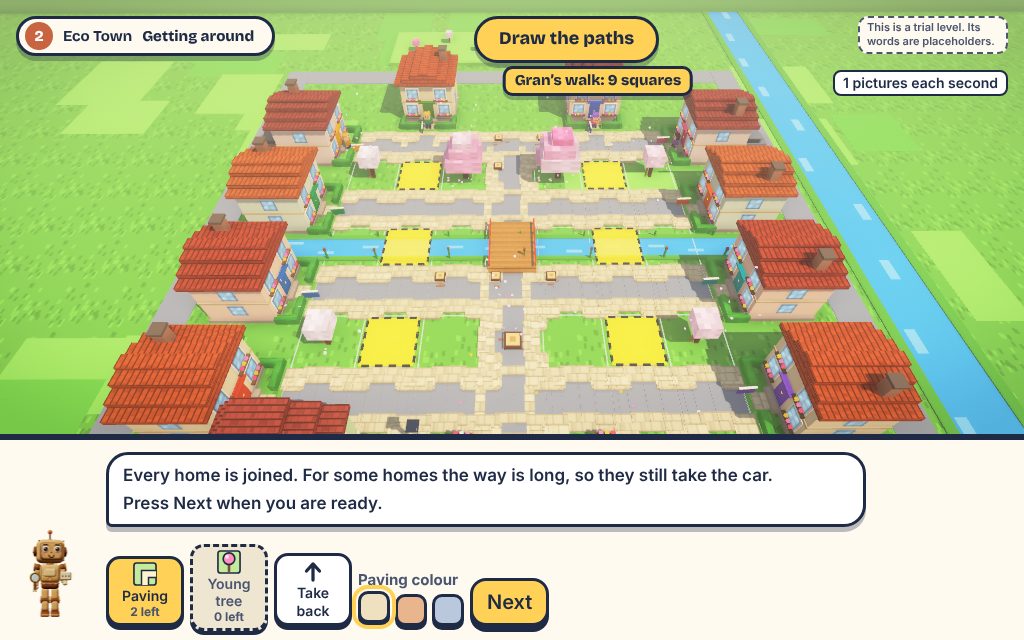 2 Eco Town Getting around
Draw the paths
This is a trial level. Its
words are placeholders.
Gran's walk: 9 squares
1 pictures each second
Every home is joined. For some homes the way is long, so they still take the car.
Press Next when you are ready.
Paving
2 left
Young
tree
0 left
Take
back
Paving colour
Next